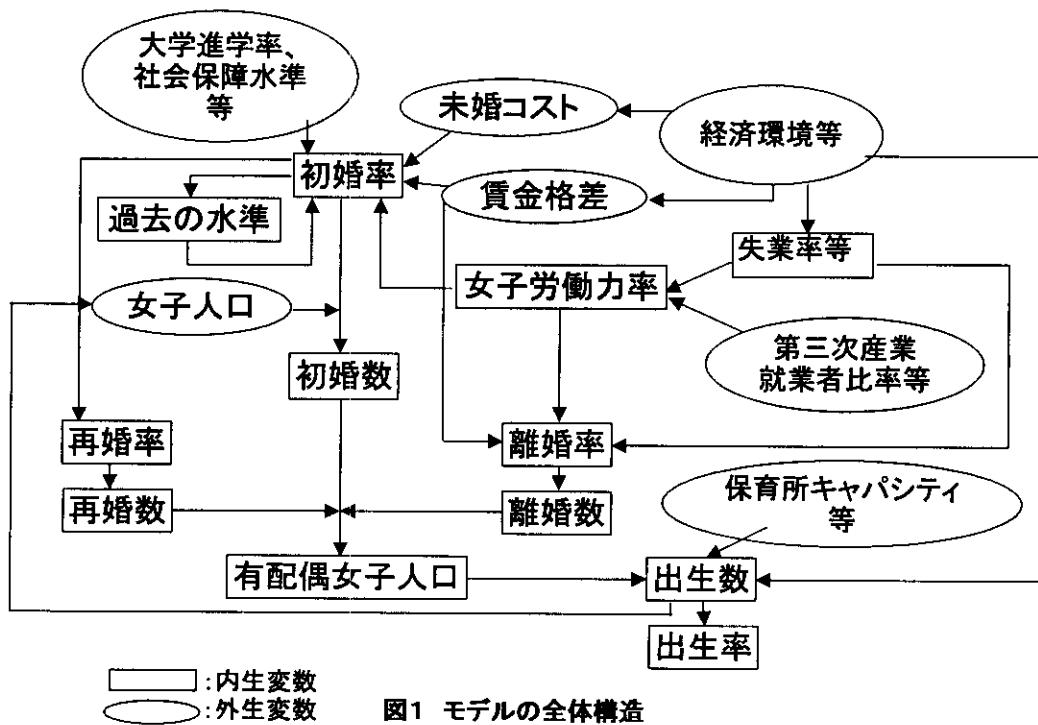 大学進学率、
社会保障水準
等
未婚コスト
経済環境等
初婚率
賃金格差
過去の水準
失業率等
女子労働力率
女子人口
第三次産業
就業者比率等
初婚数
再婚率
離婚率
再婚数
離婚数
保育所キャパシティ
等
有配偶女子人口
出生数
出生率
:内生変数
:外生変数
図1 モデルの全体構造